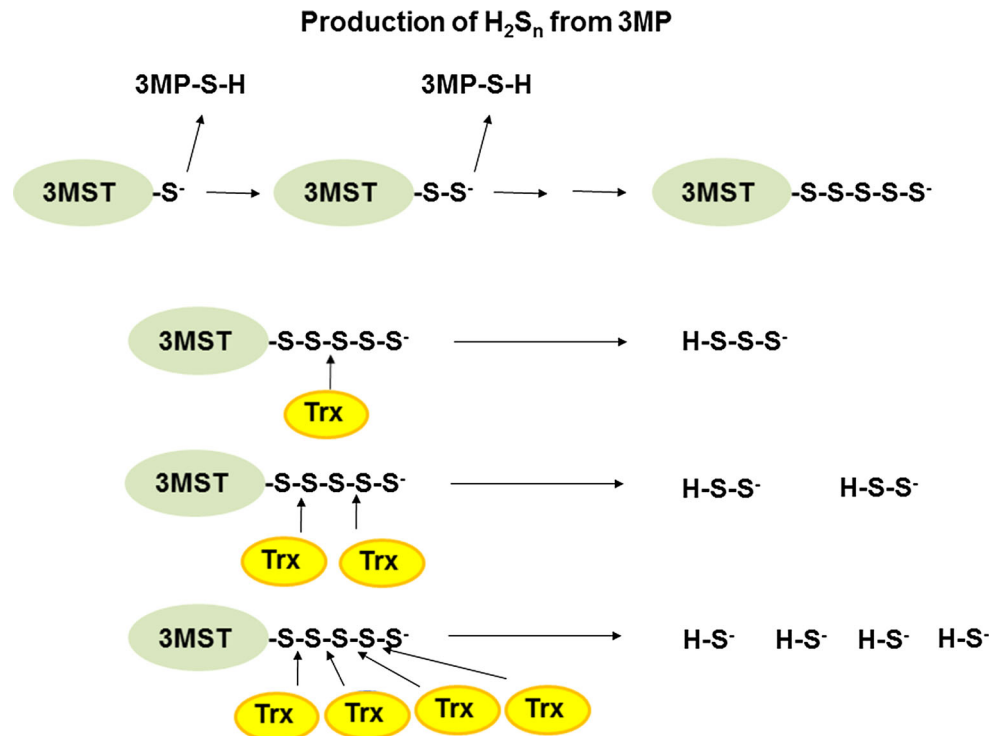 Production of H₂Sₙ from 3MP
3MP-S-H 3MP-S-H
3MST -S⁻ 3MST -S-S⁻ 3MST -S-S-S-S-S⁻
3MST -S-S-S-S-S⁻ H-S-S-S⁻
Trx
3MST -S-S-S-S-S⁻ H-S-S⁻ H-S-S⁻
Trx Trx
3MST -S-S-S-S-S⁻ H-S⁻ H-S⁻ H-S⁻ H-S⁻
Trx Trx Trx Trx